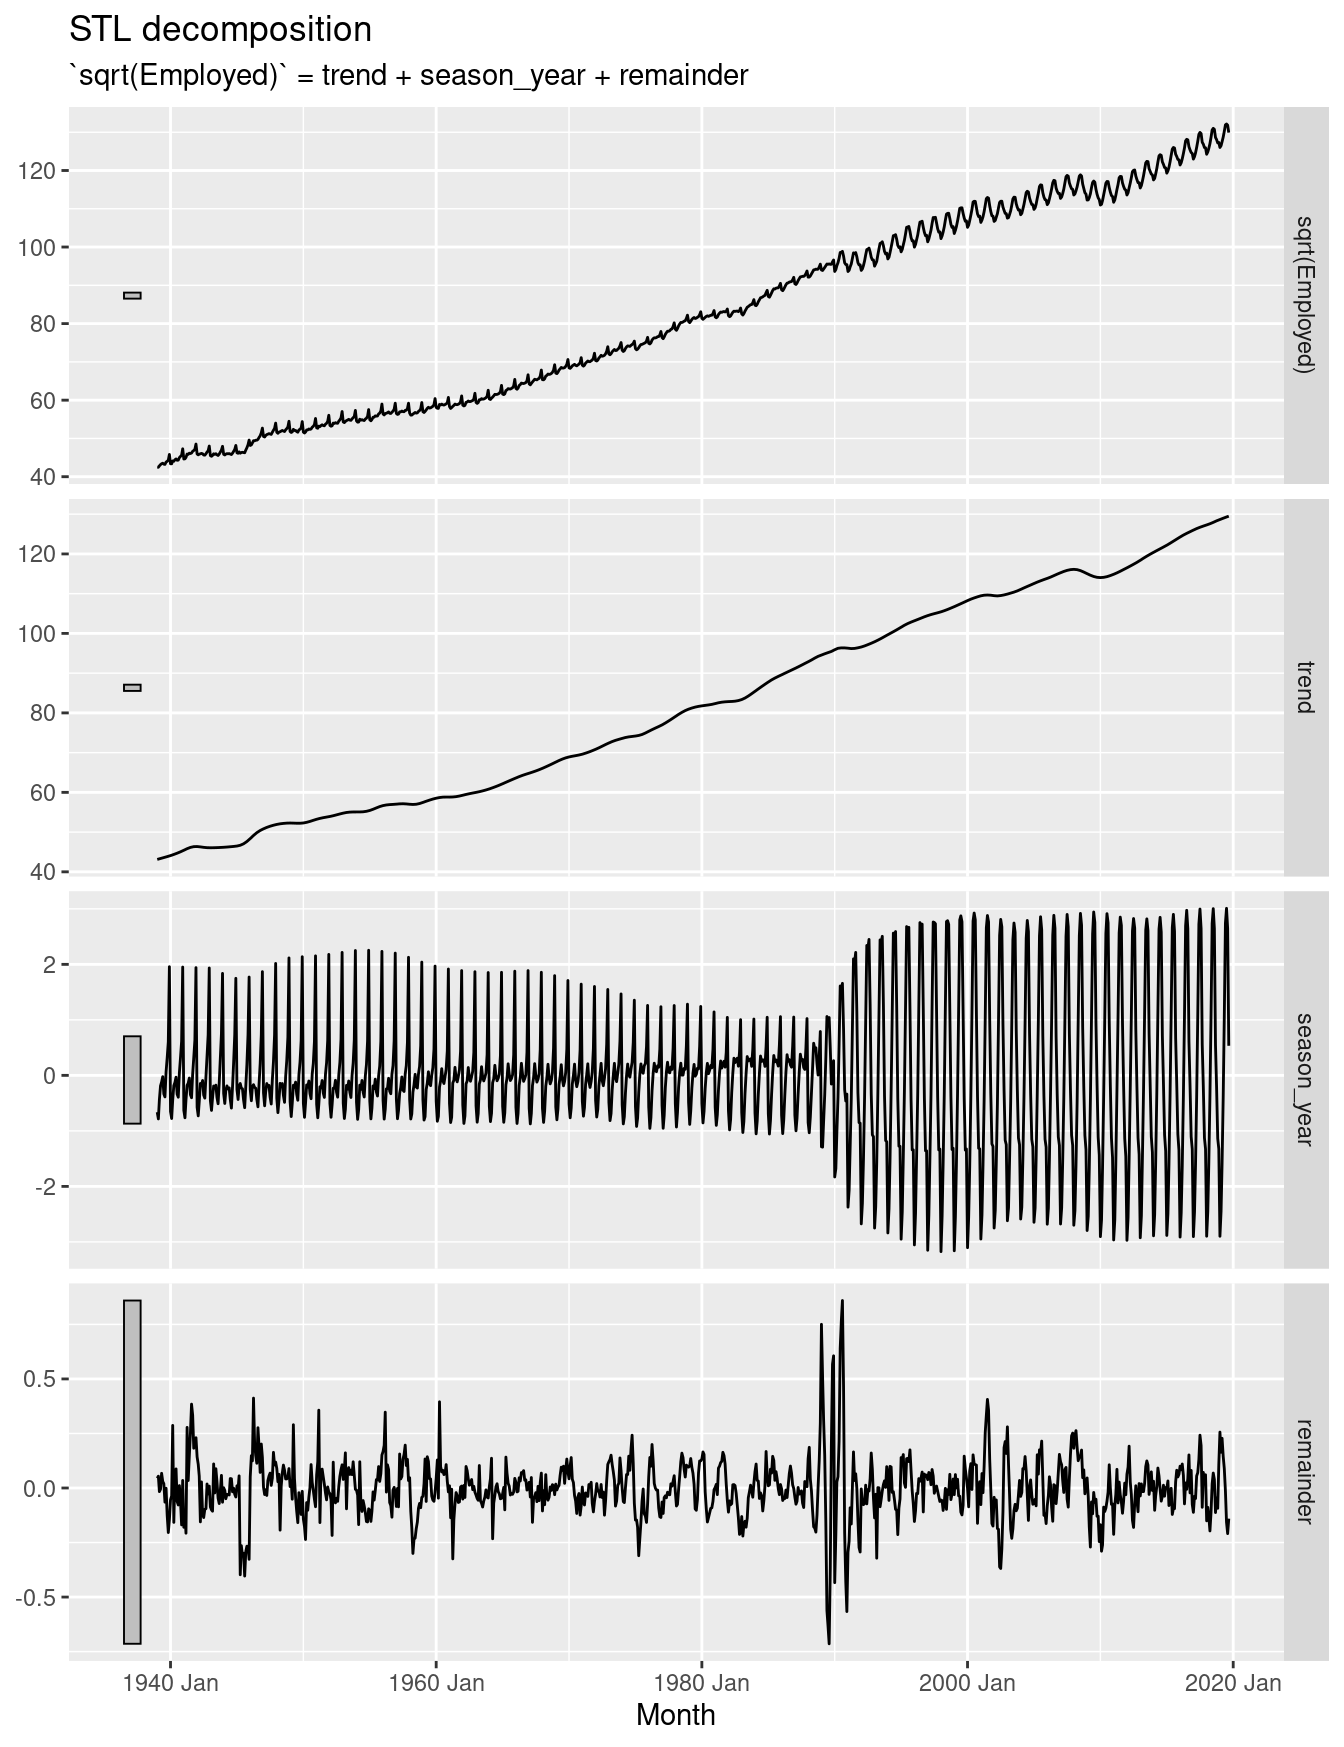 STL decomposition
`sqrt(Employed)` = trend + season_year + remainder
120
100
80
60
40
sqrt(Employed)
120
100
80
60
40
trend
2
0
-2
season_year
0.5
0.0
-0.5
remainder
1940 Jan 1960 Jan 1980 Jan 2000 Jan 2020 Jan
Month